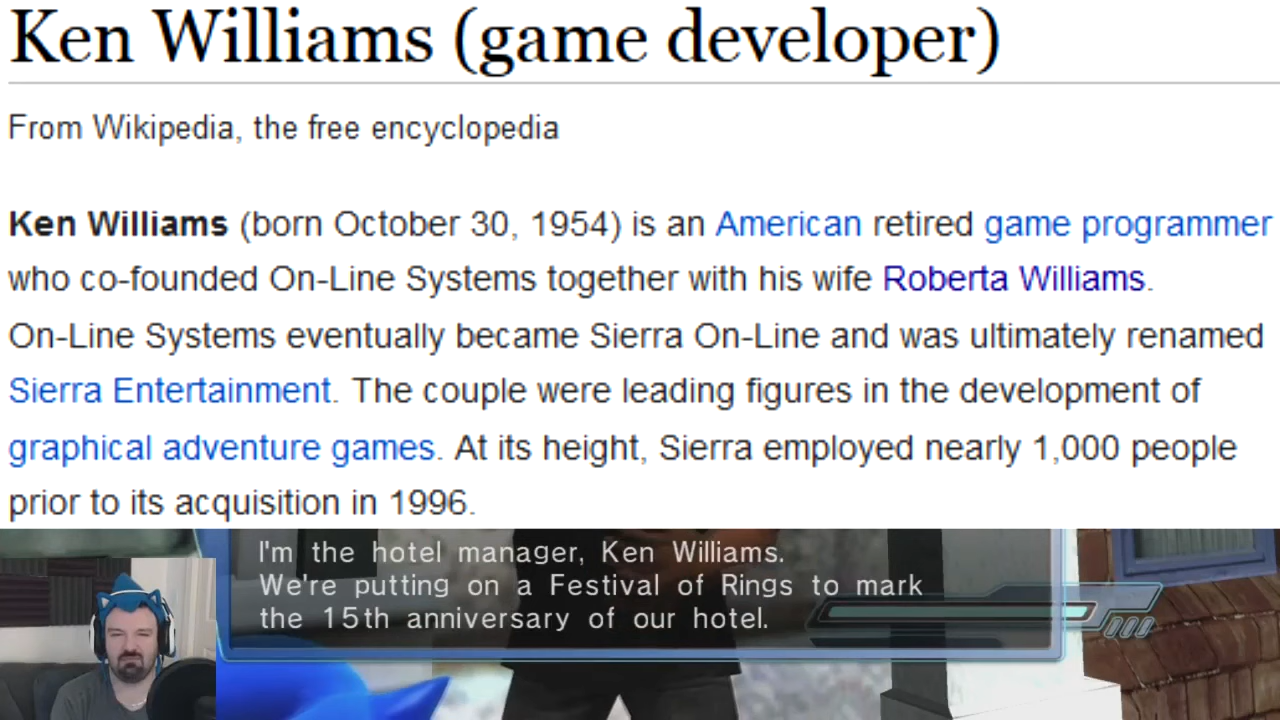 Ken Williams (game developer)
From Wikipedia, the free encyclopedia
Ken Williams (born October 30, 1954) is an American retired game programmer
who co-founded On-Line Systems together with his wife Roberta Williams.
On-Line Systems eventually became Sierra On-Line and was ultimately renamed
Sierra Entertainment. The couple were leading figures in the development of
graphical adventure games. At its height, Sierra employed nearly 1,000 people
prior to its acquisition in 1996.
I'm the hotel manager, Ken Williams.
We're putting on a Festival of Rings to mark
the 15th anniversary of our hotel.